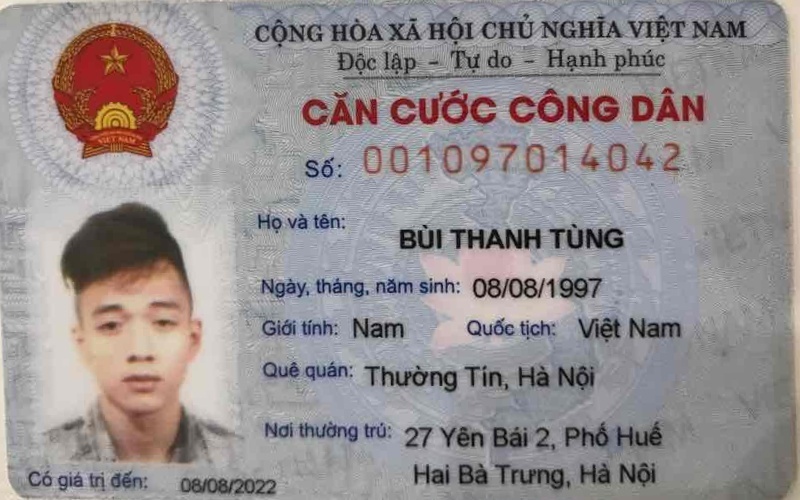 CỘNG HÒA XÃ HỘI CHỦ NGHĨA VIỆT NAM
Độc lập - Tự do - Hạnh phúc
CĂN CƯỚC CÔNG DÂN
Số: 001097014042
Họ và tên:
BÙI THANH TÙNG
Ngày, tháng, năm sinh: 08/08/1997
Giới tính: Nam Quốc tịch: Việt Nam
Quê quán: Thường Tín, Hà Nội
Nơi thường trú: 27 Yên Bái 2, Phố Huế
Hai Bà Trưng, Hà Nội
Có giá trị đến: 08/08/2022